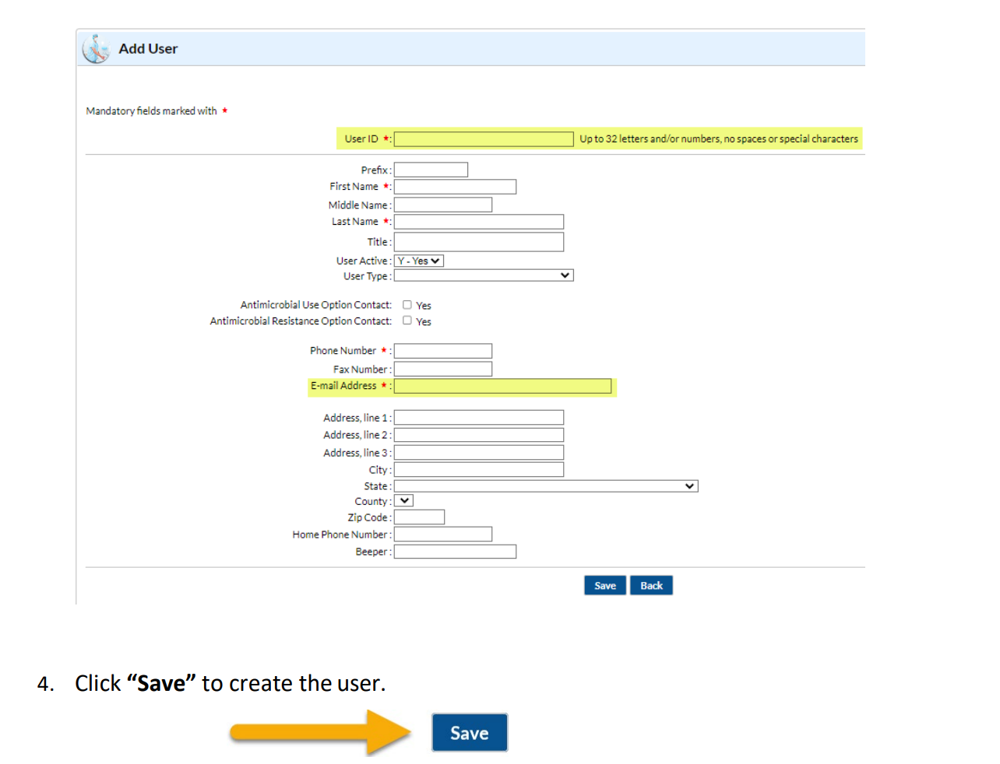 Add User
Mandatory fields marked with *
User ID *: Up to 32 letters and/or numbers, no spaces or special characters
Prefix:
First Name *:
Middle Name:
Last Name *:
Title:
User Active: Y - Yes
User Type:
Antimicrobial Use Option Contact: Yes
Antimicrobial Resistance Option Contact: Yes
Phone Number *:
Fax Number:
E-mail Address *:
Address, line 1:
Address, line 2:
Address, line 3:
City:
State:
County:
Zip Code:
Home Phone Number:
Beeper:
Save Back
4. Click “Save” to create the user.
Save